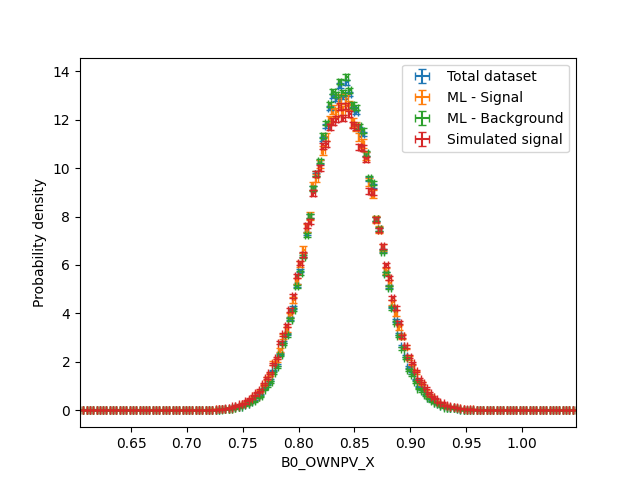 14
12
10
8
6
4
2
0
Probability density
Total dataset
ML - Signal
ML - Background
Simulated signal
0.65 0.70 0.75 0.80 0.85 0.90 0.95 1.00
B0_OWNPV_X